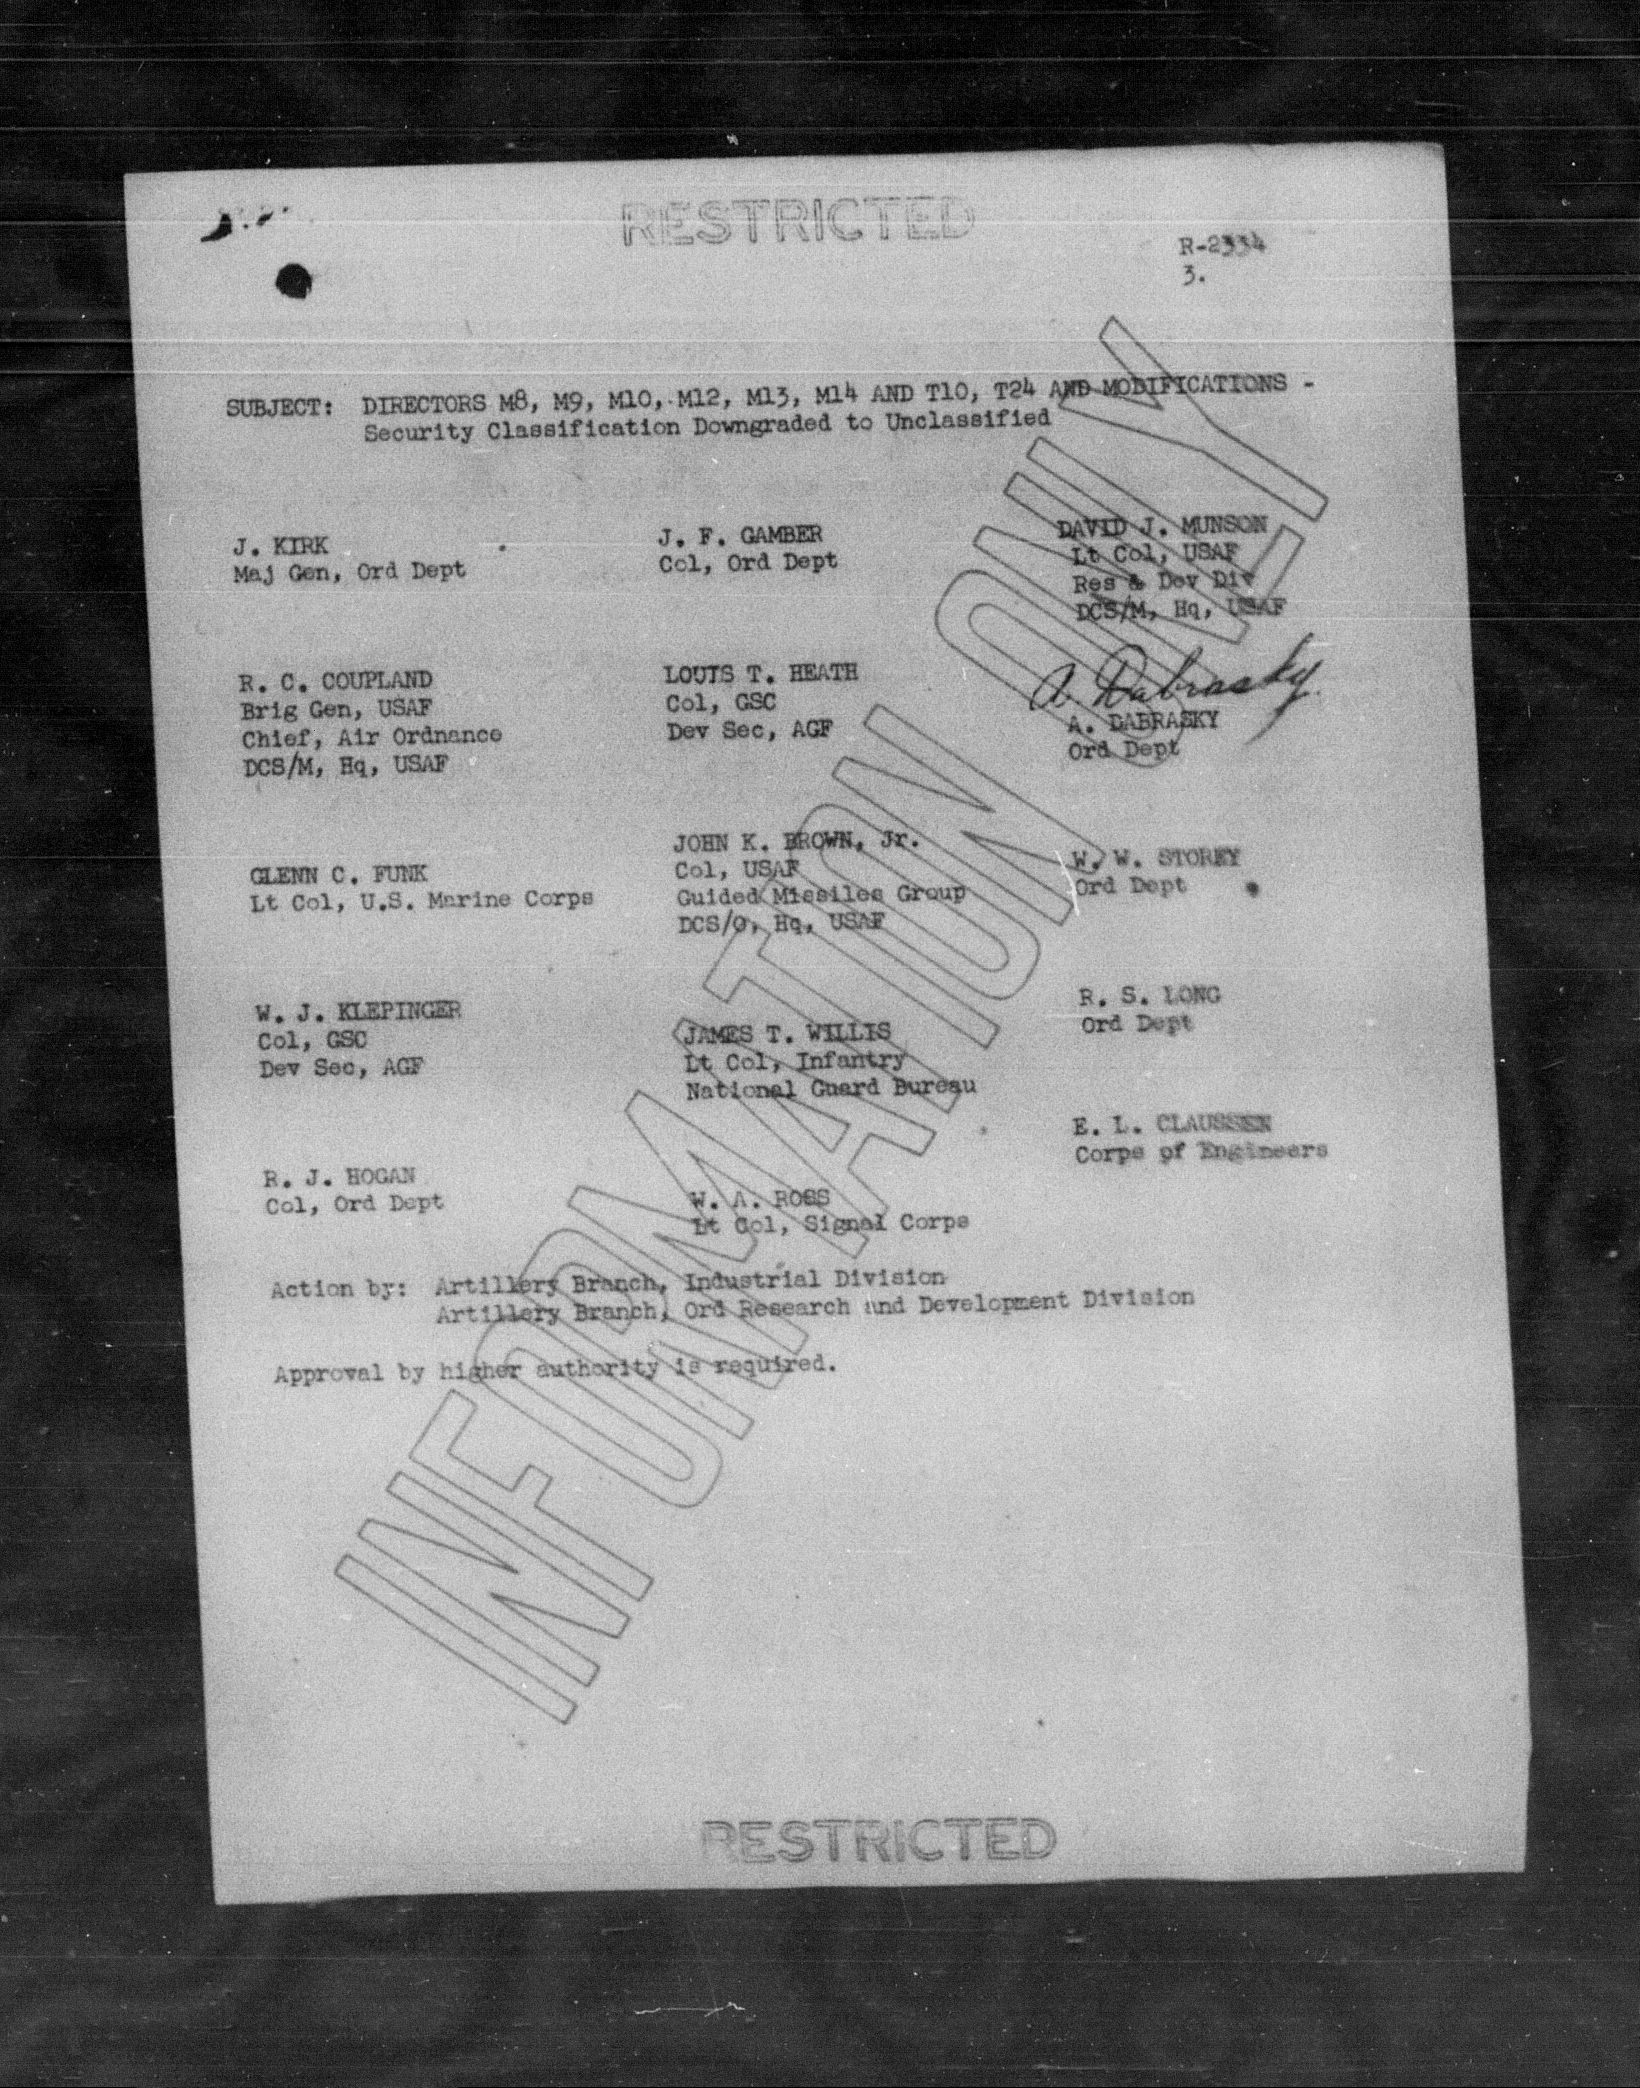 RESTRICTED
R-2334
3.
SUBJECT: DIRECTORS M8, M9, M10, M12, M13, M14 AND T10, T24 AND MODIFICATIONS -
Security Classification Downgraded to Unclassified
J. KIRK
Maj Gen, Ord Dept
J. F. GAMBER
Col, Ord Dept
DAVID J. MUNSON
Lt Col, USAF
Res & Dev Div
DCS/M, Hq, USAF
R. C. COUPLAND
Brig Gen, USAF
Chief, Air Ordnance
DCS/M, Hq, USAF
LOUIS T. HEATH
Col, GSC
Dev Sec, AGF
A. Dabrasky
A. DABRASKY
Ord Dept
GLENN C. FUNK
Lt Col, U.S. Marine Corps
JOHN K. BROWN, Jr.
Col, USAF
Guided Missiles Group
DCS/O, Hq, USAF
W. W. STOREY
Ord Dept
W. J. KLEPINGER
Col, GSC
Dev Sec, AGF
JAMES T. WILLIS
Lt Col, Infantry
National Guard Bureau
R. S. LONG
Ord Dept
E. L. CLAUSSEN
Corps of Engineers
R. J. HOGAN
Col, Ord Dept
W. A. ROSS
Lt Col, Signal Corps
Action by: Artillery Branch, Industrial Division
Artillery Branch, Ord Research and Development Division
Approval by higher authority is required.
INFORMATION ONLY
RESTRICTED